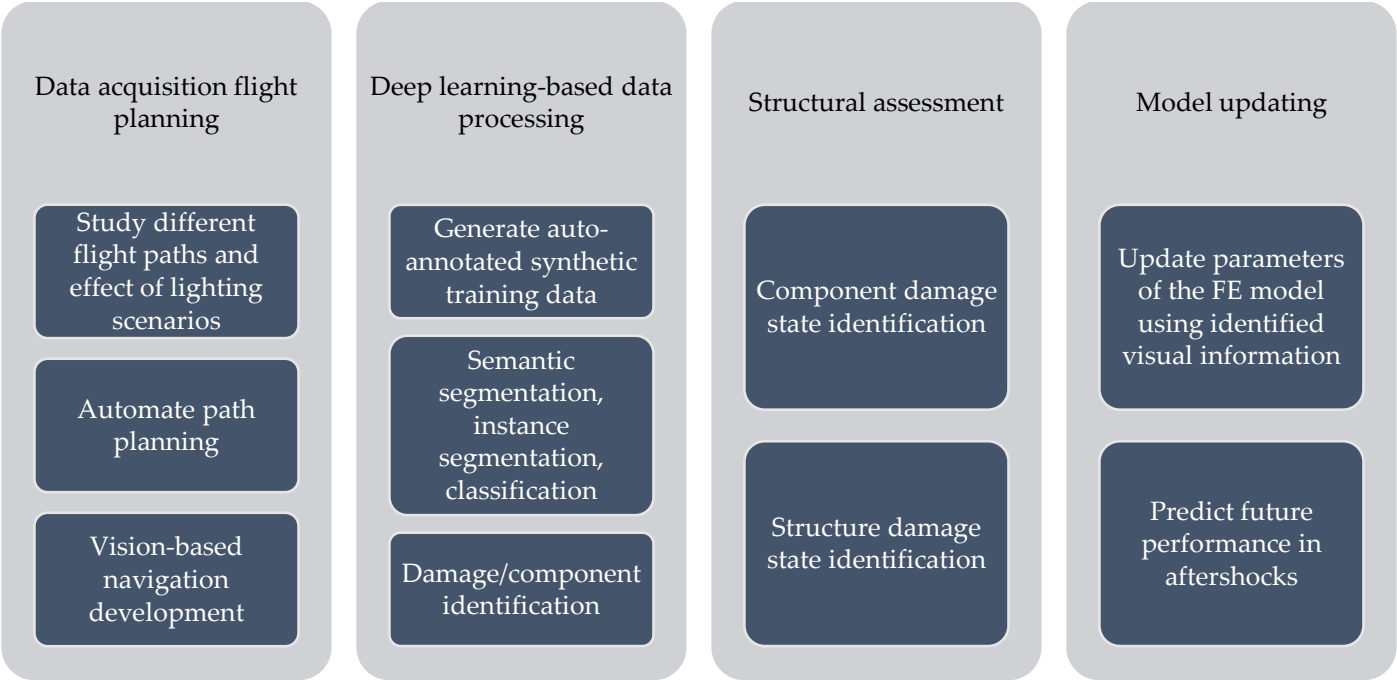 Data acquisition flight
planning
Study different
flight paths and
effect of lighting
scenarios
Automate path
planning
Vision-based
navigation
development
Deep learning-based data
processing
Generate auto-
annotated synthetic
training data
Semantic
segmentation,
instance
segmentation,
classification
Damage/component
identification
Structural assessment
Component damage
state identification
Structure damage
state identification
Model updating
Update parameters
of the FE model
using identified
visual information
Predict future
performance in
aftershocks